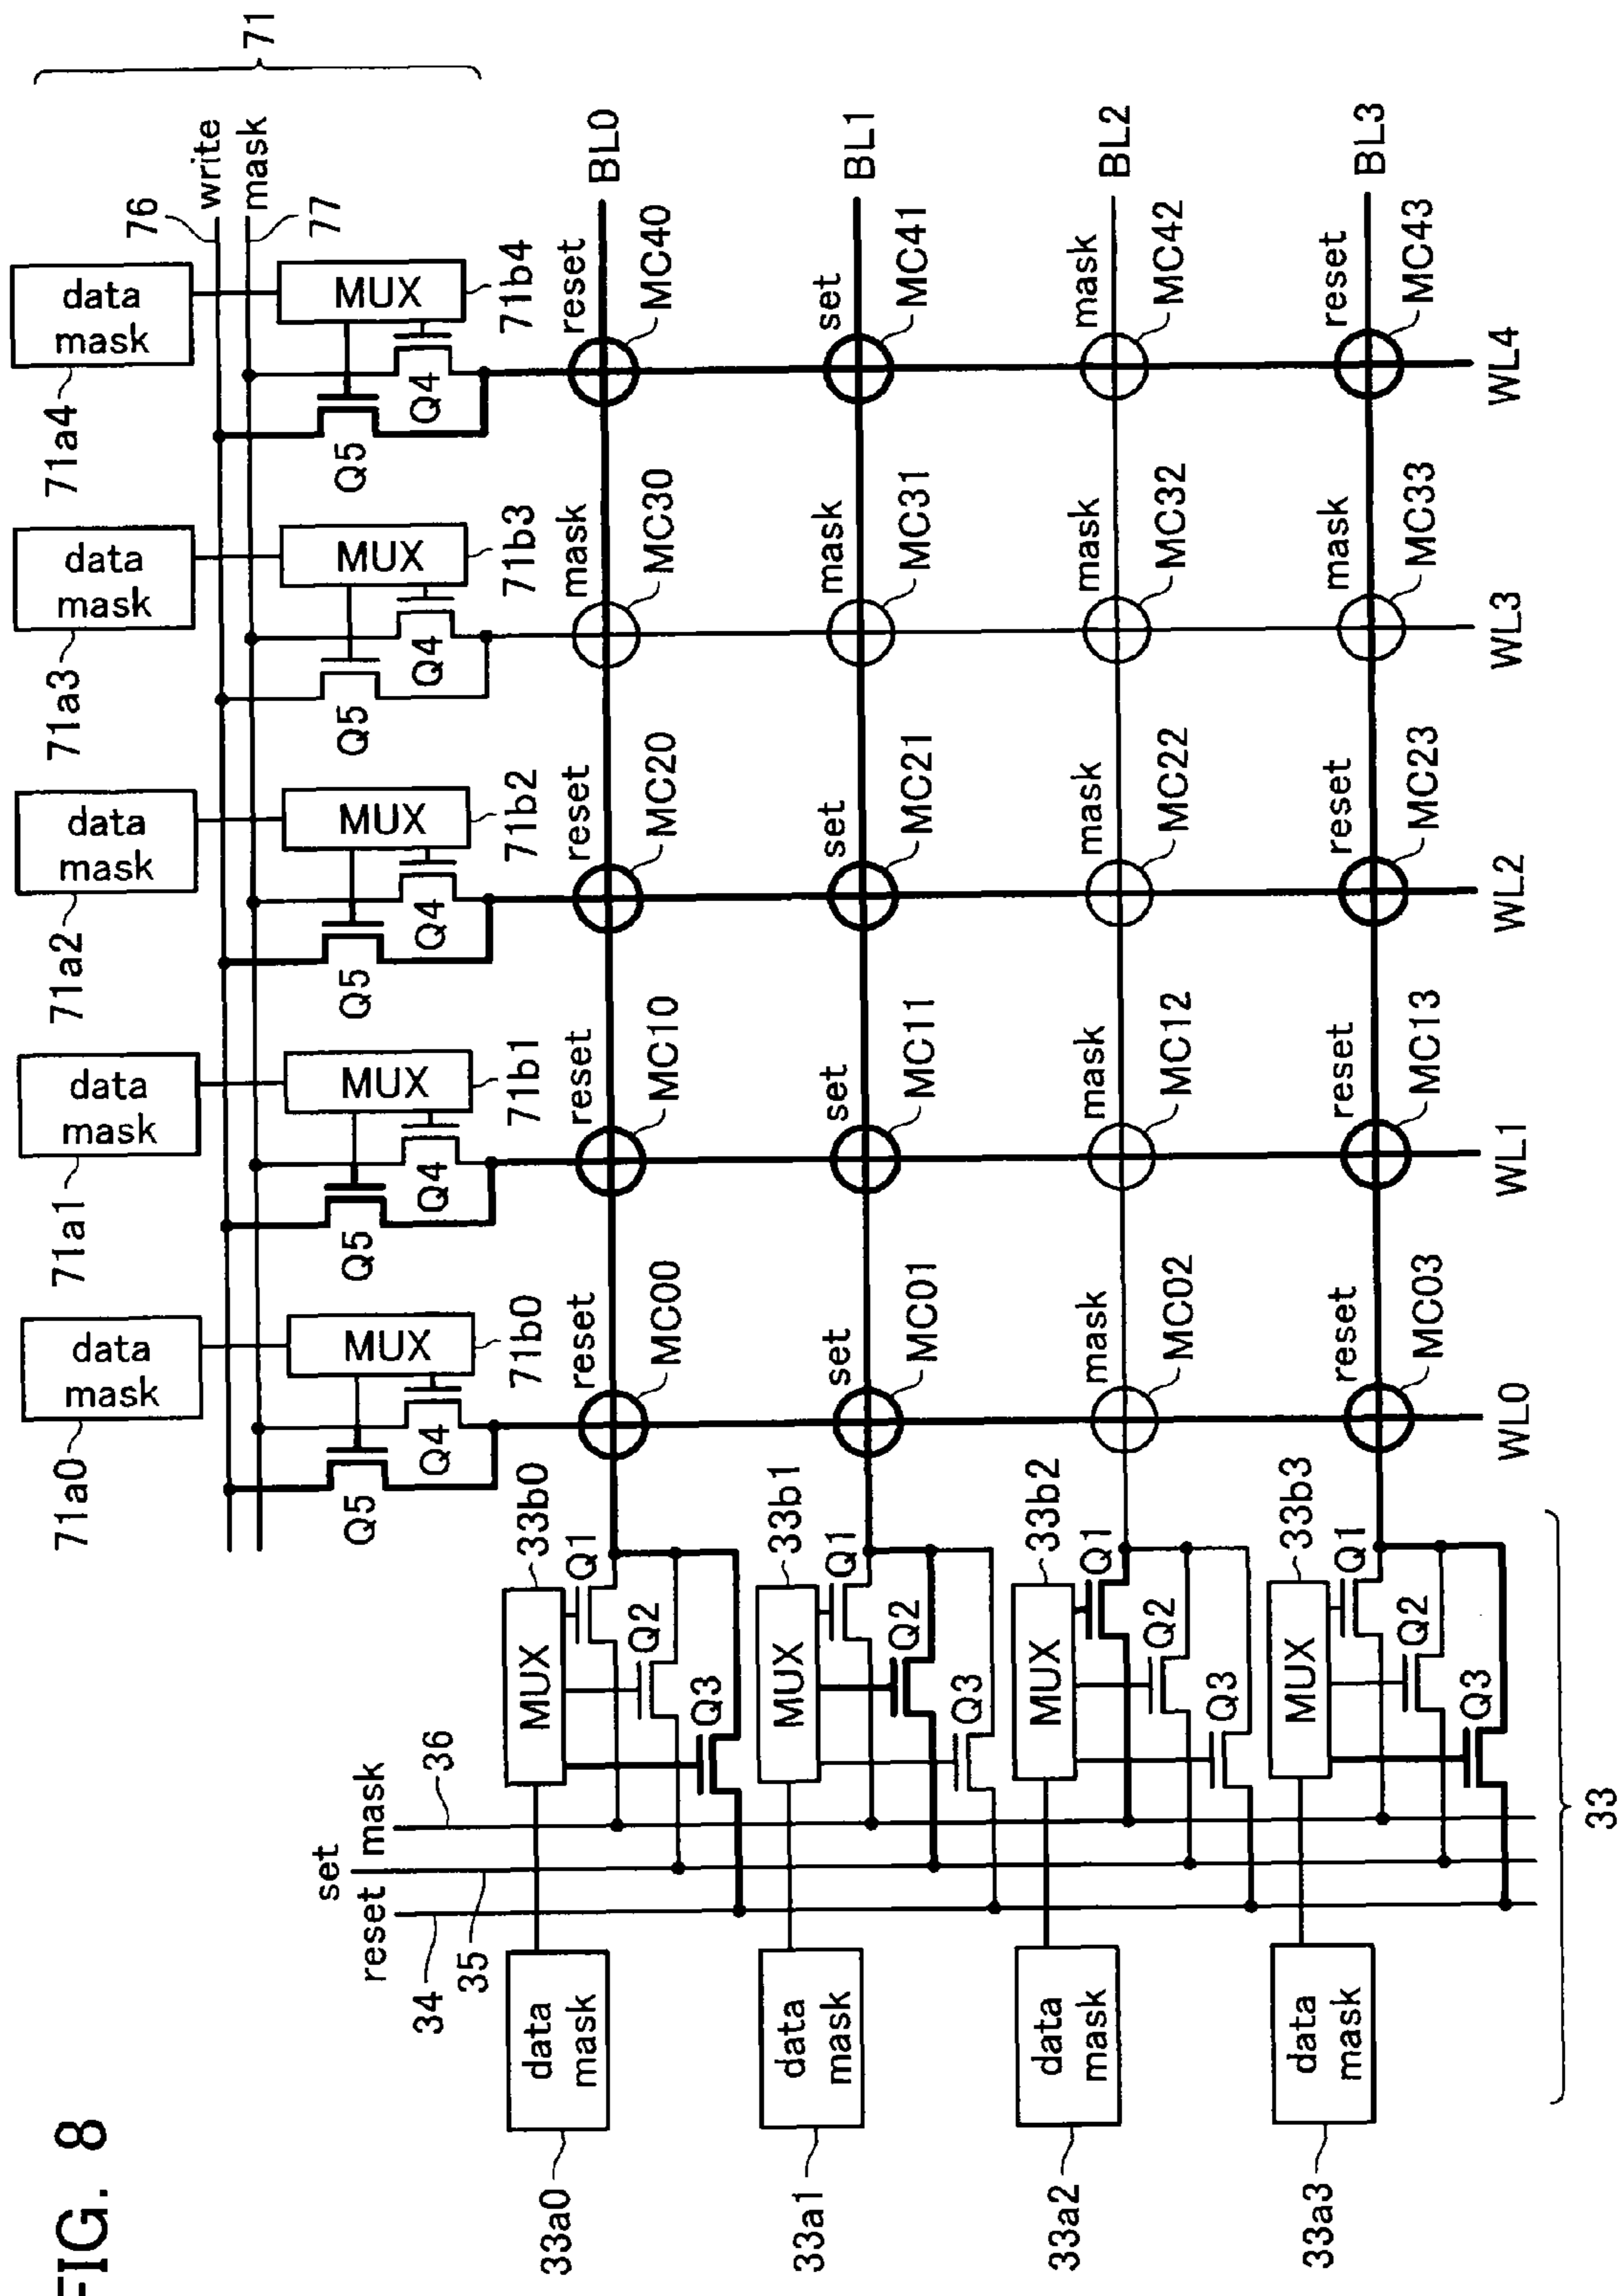 FIG. 8
71
write
mask
76
77
data
mask
71a0
data
mask
71a1
data
mask
71a2
data
mask
71a3
data
mask
71a4
MUX
71b0
Q4
Q5
MUX
71b1
Q4
Q5
MUX
71b2
Q4
Q5
MUX
71b3
Q4
Q5
MUX
71b4
Q4
Q5
set
reset
mask
34
35
36
data
mask
33a0
MUX
33b0
Q1
Q2
Q3
reset
MC00
reset
MC10
reset
MC20
mask
MC30
reset
MC40
BL0
data
mask
33a1
MUX
33b1
Q1
Q2
Q3
set
MC01
set
MC11
set
MC21
mask
MC31
set
MC41
BL1
data
mask
33a2
MUX
33b2
Q1
Q2
Q3
mask
MC02
mask
MC12
mask
MC22
mask
MC32
mask
MC42
BL2
data
mask
33a3
MUX
33b3
Q1
Q2
Q3
reset
MC03
reset
MC13
reset
MC23
mask
MC33
reset
MC43
BL3
WL0
WL1
WL2
WL3
WL4
33